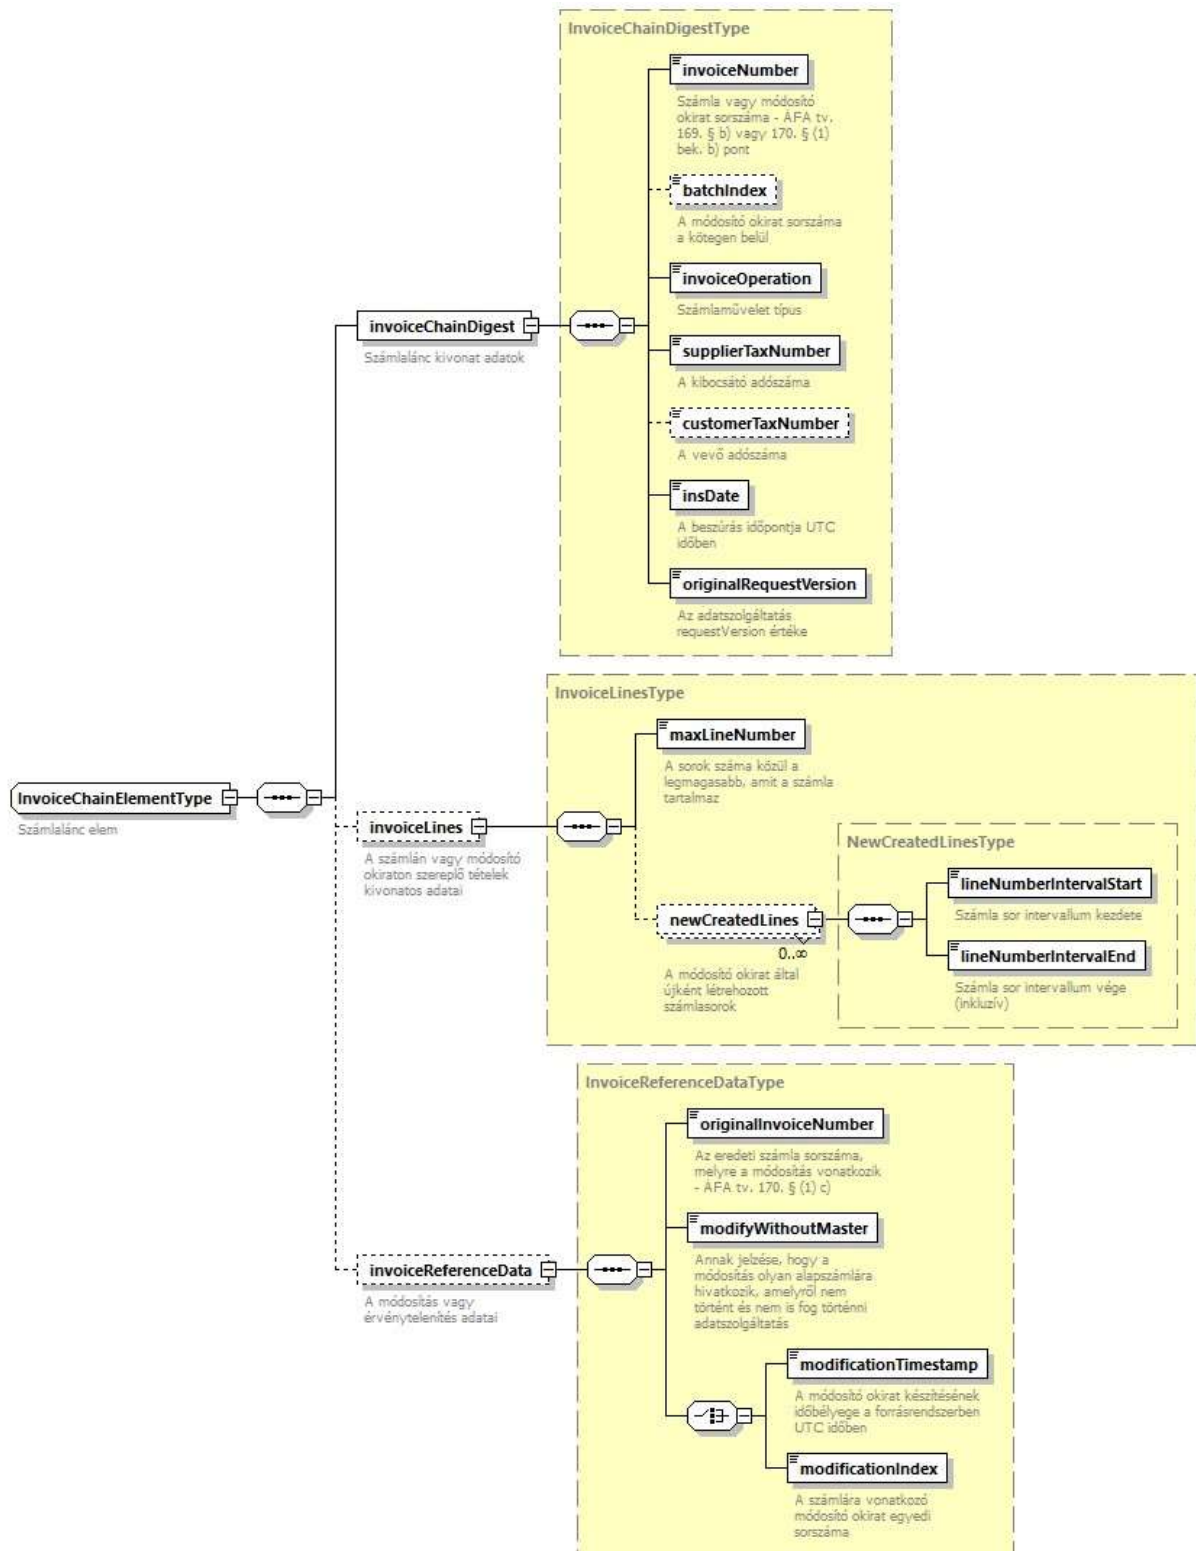 InvoiceChainDigestType
invoiceNumber
Számla vagy módosító
okirat sorszáma - ÁFA tv.
169. § b) vagy 170. § (1)
bek. b) pont
batchIndex
A módosító okirat sorszáma
a kötegen belül
invoiceOperation
Számlaművelet típus
invoiceChainDigest
Számlalánc kivonat adatok
supplierTaxNumber
A kibocsátó adószáma
customerTaxNumber
A vevő adószáma
insDate
A beszúrás időpontja UTC
időben
originalRequestVersion
Az adatszolgáltatás
requestVersion értéke
InvoiceLinesType
maxLineNumber
A sorok száma közül a
legmagasabb, amit a számla
tartalmaz
InvoiceChainElementType
Számlalánc elem
invoiceLines
A számlán vagy módosító
okiraton szereplő tételek
kivonatos adatai
NewCreatedLinesType
lineNumberIntervalStart
Számla sor intervallum kezdete
newCreatedLines
0..∞
A módosító okirat által
újként létrehozott
számlasorok
lineNumberIntervalEnd
Számla sor intervallum vége
(inkluzív)
InvoiceReferenceDataType
originalInvoiceNumber
Az eredeti számla sorszáma,
melyre a módosítás vonatkozik
- ÁFA tv. 170. § (1) c)
modifyWithoutMaster
Annak jelzése, hogy a
módosítás olyan alapszámlára
hivatkozik, amelyről nem
történt és nem is fog történni
adatszolgáltatás
invoiceReferenceData
A módosítás vagy
érvénytelenítés adatai
modificationTimestamp
A módosító okirat készítésének
időbélyege a forrásrendszerben
UTC időben
modificationIndex
A számlára vonatkozó
módosító okirat egyedi
sorszáma